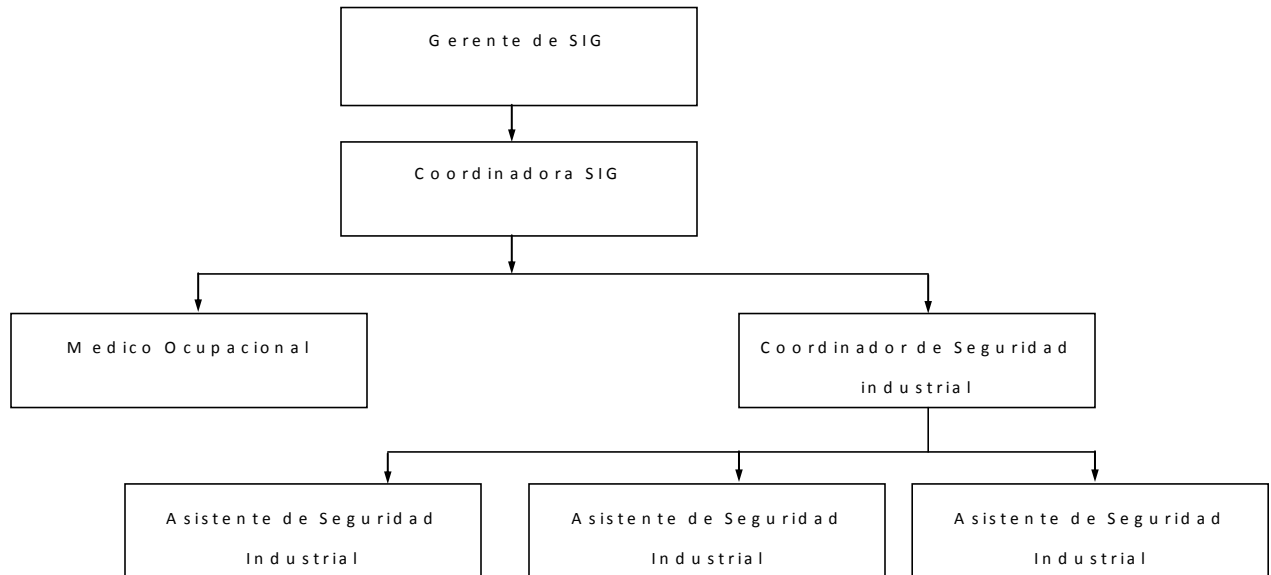 Gerente de SIG
Coordinadora SIG
Medico Ocupacional
Coordinador de Seguridad
industrial
Asistente de Seguridad
Industrial
Asistente de Seguridad
Industrial
Asistente de Seguridad
Industrial